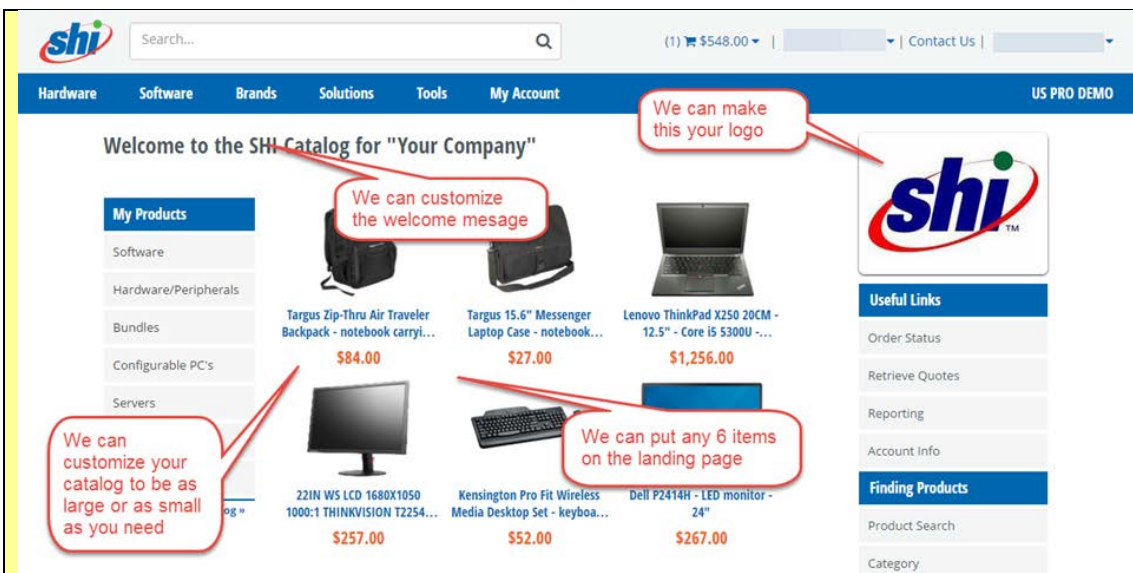 shi
Search...
(1) $548.00
| Contact Us |
Hardware
Software
Brands
Solutions
Tools
My Account
US PRO DEMO
We can make
this your logo
Welcome to the SHI Catalog for "Your Company"
We can customize
the welcome mesage
shi
TM
My Products
Software
Hardware/Peripherals
Bundles
Configurable PC's
Servers
og »
We can
customize your
catalog to be as
large or as small
as you need
Targus Zip-Thru Air Traveler
Backpack - notebook carryi...
$84.00
Targus 15.6" Messenger
Laptop Case - notebook...
$27.00
Lenovo ThinkPad X250 20CM -
12.5" - Core i5 5300U -...
$1,256.00
We can put any 6 items
on the landing page
22IN WS LCD 1680X1050
1000:1 THINKVISION T2254...
$257.00
Kensington Pro Fit Wireless
Media Desktop Set - keyboa...
$52.00
Dell P2414H - LED monitor -
24"
$267.00
Useful Links
Order Status
Retrieve Quotes
Reporting
Account Info
Finding Products
Product Search
Category